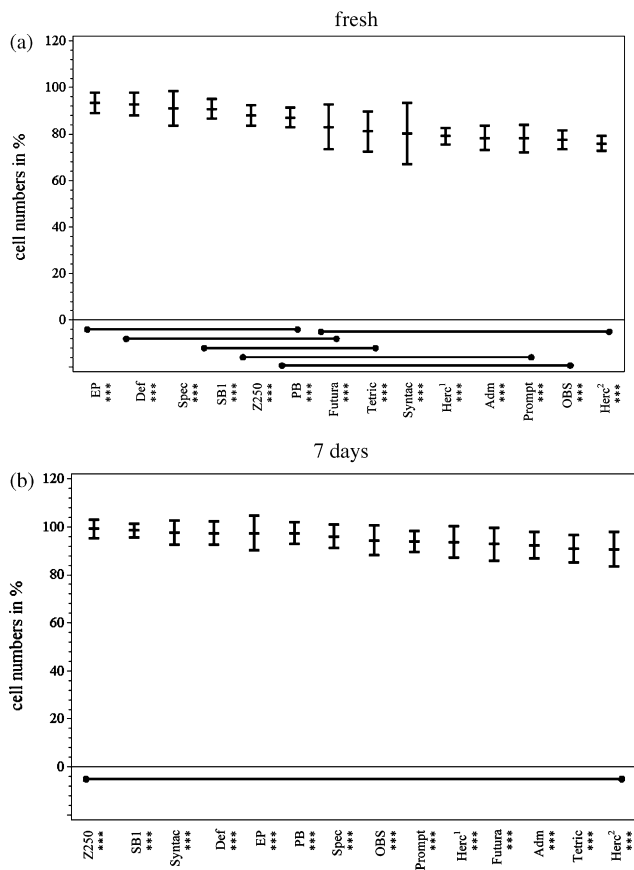 fresh
(a)
120
100
80
60
40
20
0
cell numbers in %
EP ***
Def ***
Spec ***
SB1 ***
Z250 ***
PB ***
Futura ***
Tetric ***
Syntac ***
Herc¹ ***
Adm ***
Prompt ***
OBS ***
Herc² ***
7 days
(b)
120
100
80
60
40
20
0
cell numbers in %
Z250 ***
SB1 ***
Syntac ***
Def ***
EP ***
PB ***
Spec ***
OBS ***
Prompt ***
Herc¹ ***
Futura ***
Adm ***
Tetric ***
Herc² ***